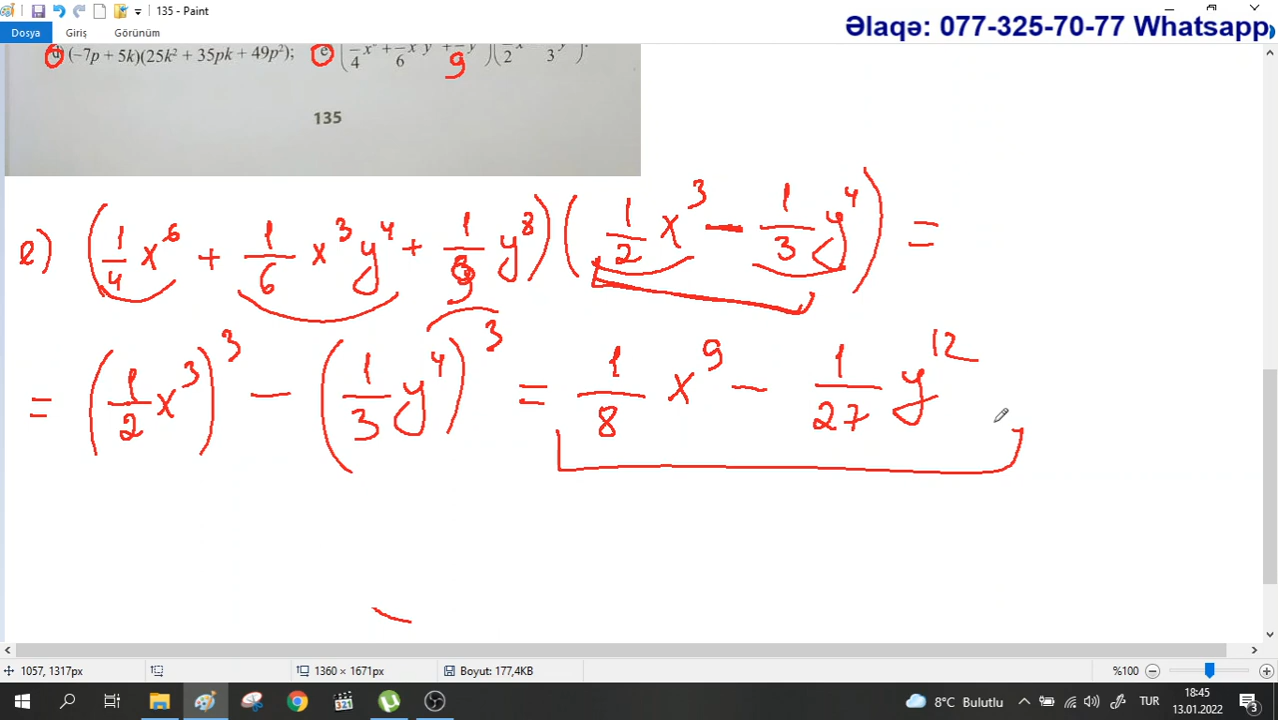 135 - Paint
Əlaqə: 077-325-70-77 Whatsapp
Dosya Giriş Görünüm
(−7p + 5k)(25k² + 35pk + 49p²);
9
135
e) (1/4 x⁶ + 1/6 x³y⁴ + 1/9 y⁸)(1/2 x³ − 1/3 y⁴) =
= (1/2 x³)³ − (1/3 y⁴)³ = 1/8 x⁹ − 1/27 y¹²
1057, 1317px 1360 × 1671px Boyut: 177,4KB %100
8°C Bulutlu TUR 18:45
13.01.2022 3